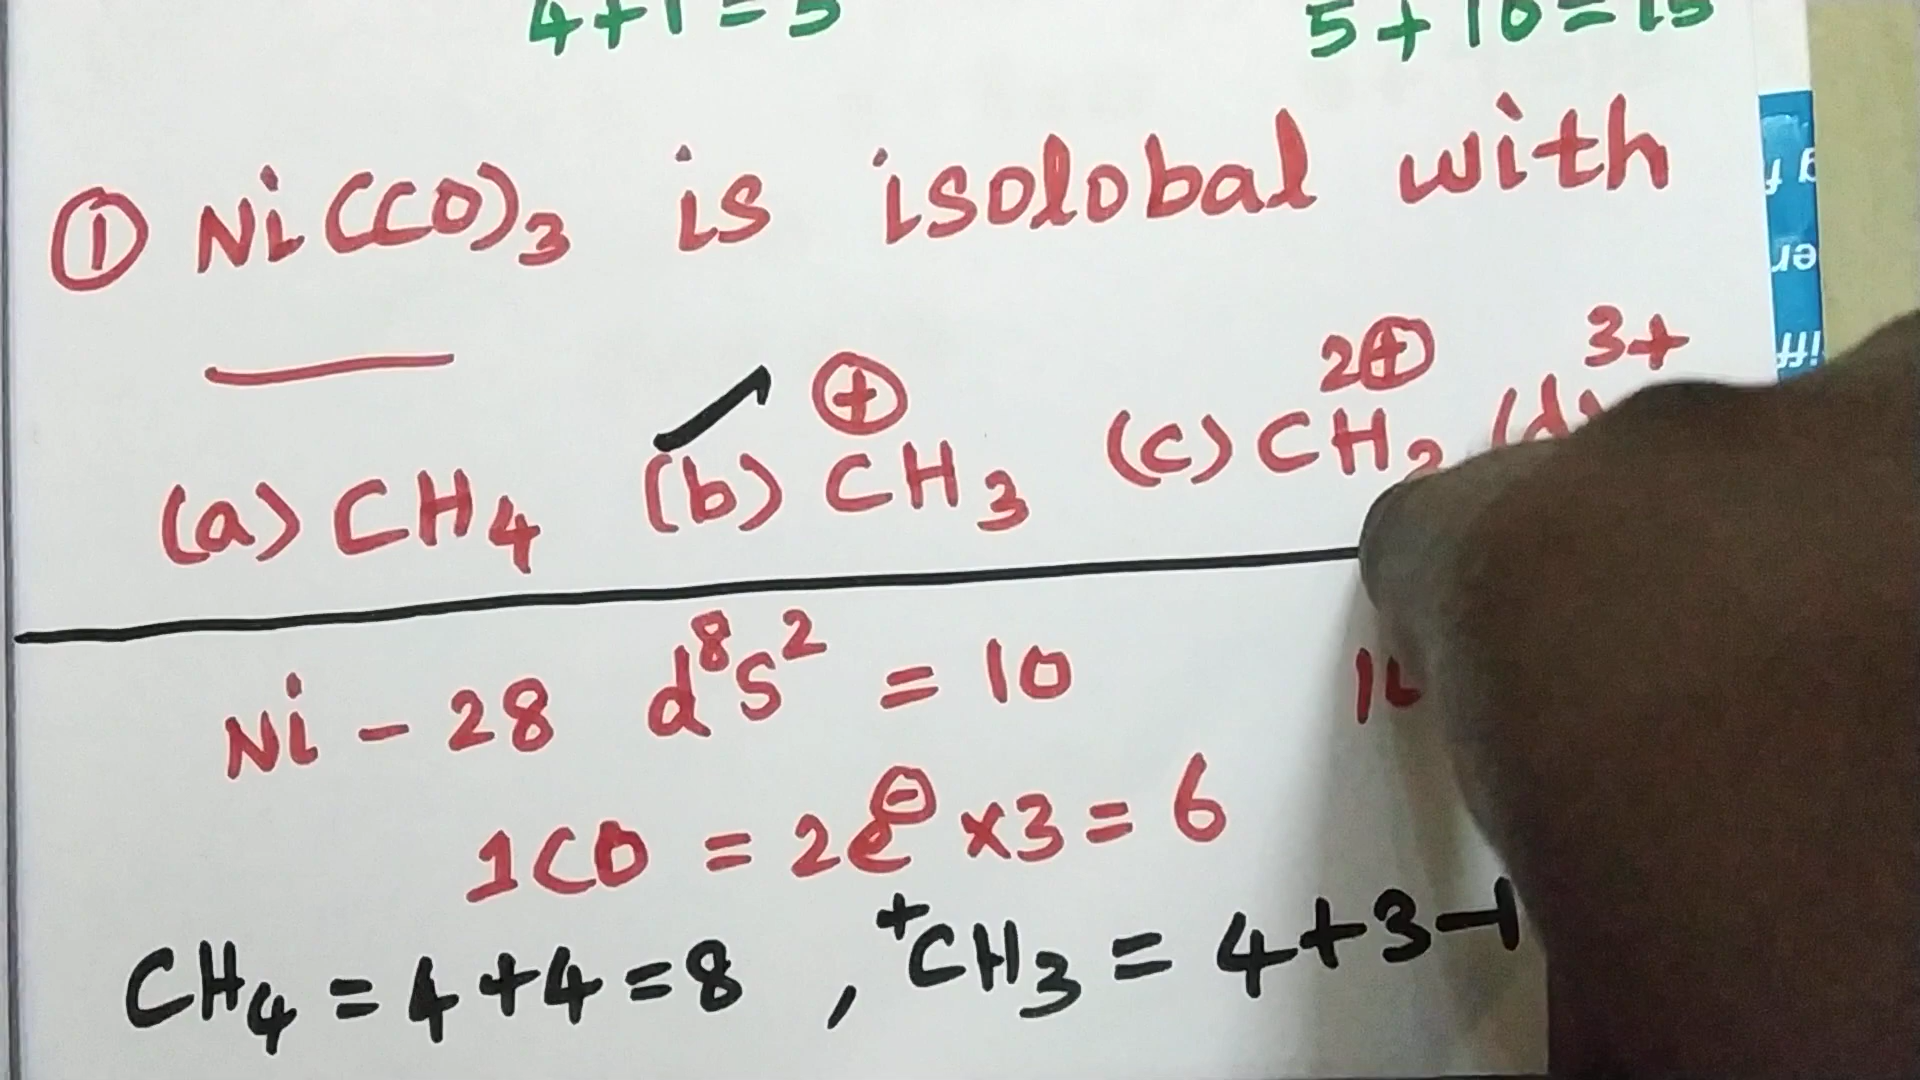 4+1=5 5+10=15
① Ni(CO)3 is isolobal with
(a) CH4 (b) ⊕CH3 (c) CH2 2⊕ (d) 3+
Ni - 28 d⁸s² = 10
1CO = 2e⊖ ×3 = 6
CH4 = 4+4=8 , +CH3 = 4+3-1